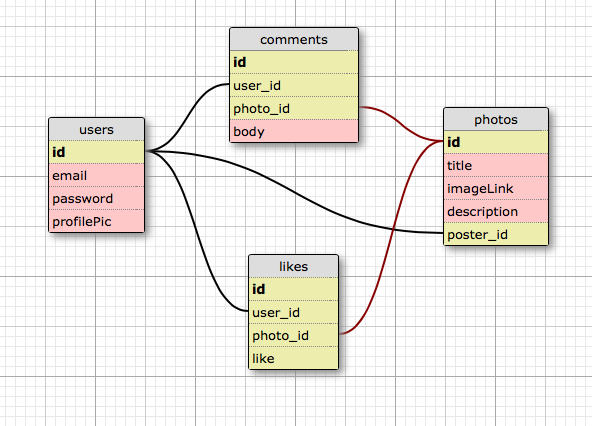 comments
id
user_id
photo_id
body
users
id
email
password
profilePic
photos
id
title
imageLink
description
poster_id
likes
id
user_id
photo_id
like